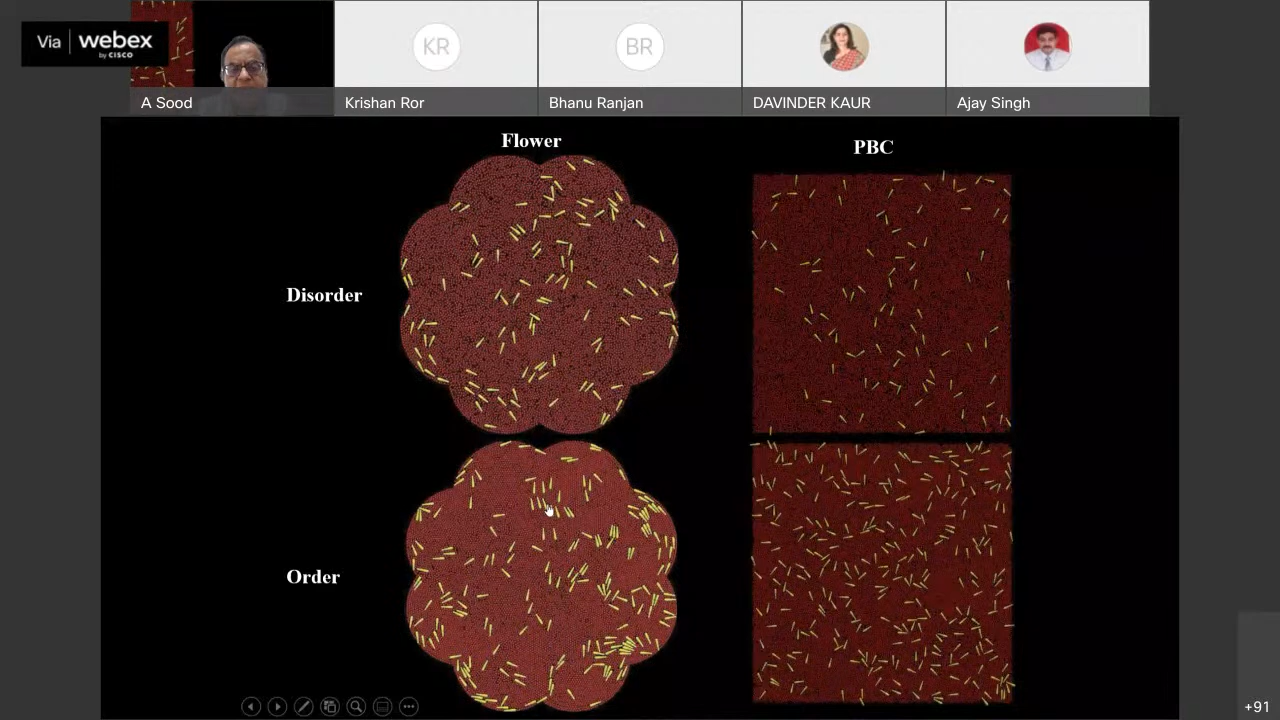 Via webex
by CISCO
KR
BR
A Sood
Krishan Ror
Bhanu Ranjan
DAVINDER KAUR
Ajay Singh
Flower
PBC
Disorder
Order
+91